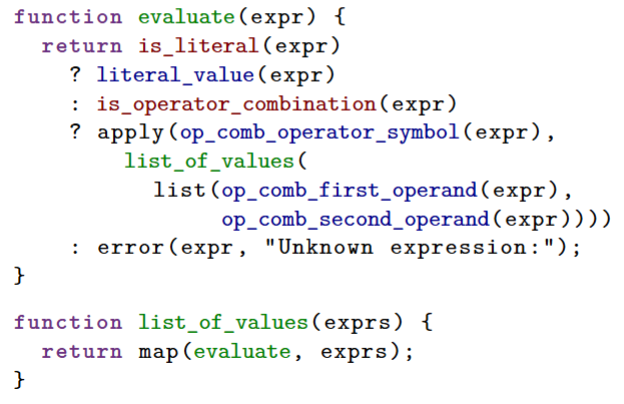 function evaluate(expr) {
  return is_literal(expr)
    ? literal_value(expr)
    : is_operator_combination(expr)
    ? apply(op_comb_operator_symbol(expr),
        list_of_values(
          list(op_comb_first_operand(expr),
               op_comb_second_operand(expr))))
    : error(expr, "Unknown expression:");
}
function list_of_values(exprs) {
  return map(evaluate, exprs);
}